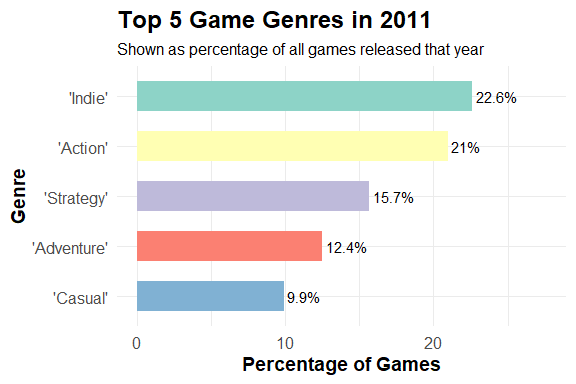 Top 5 Game Genres in 2011
Shown as percentage of all games released that year
'Indie'
22.6%
'Action'
21%
'Strategy'
15.7%
'Adventure'
12.4%
'Casual'
9.9%
Genre
0
10
20
Percentage of Games